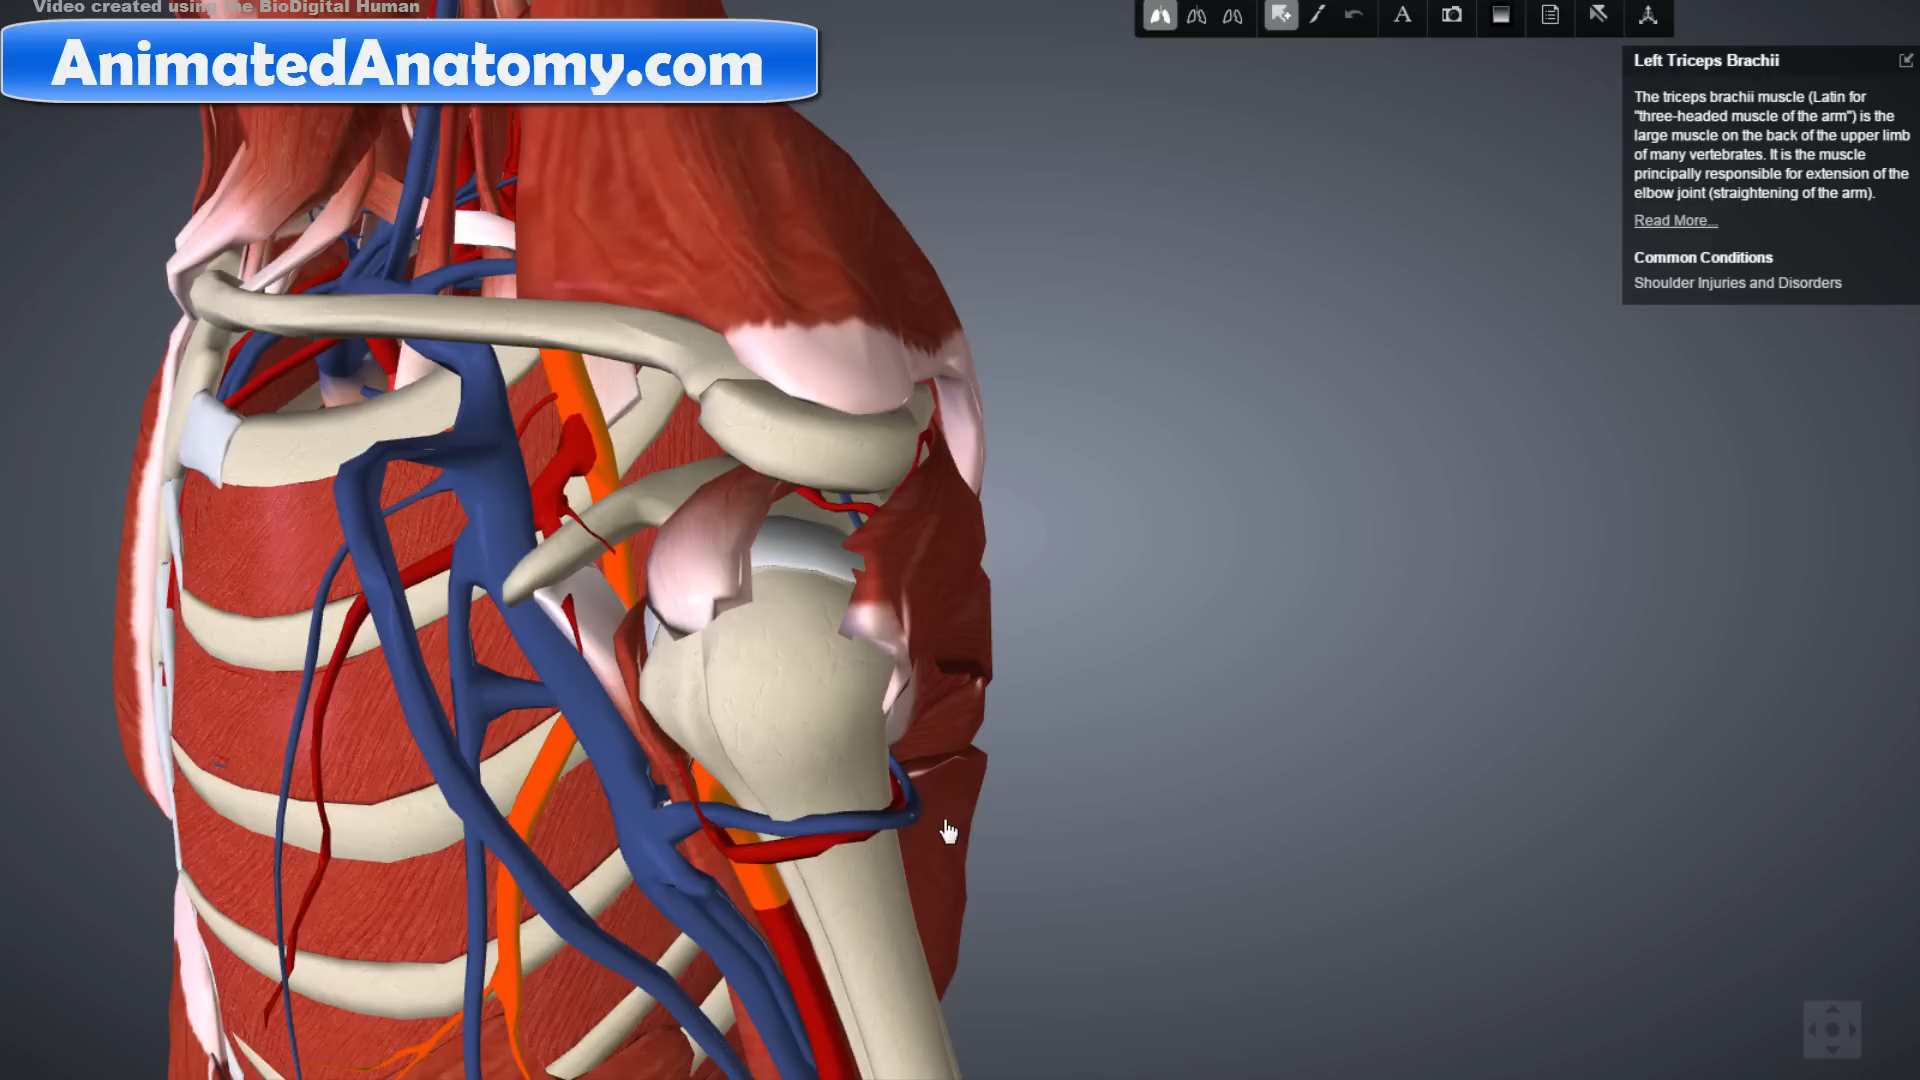 Video created using The BioDigital Human
AnimatedAnatomy.com
A
Left Triceps Brachii
The triceps brachii muscle (Latin for
"three-headed muscle of the arm") is the
large muscle on the back of the upper limb
of many vertebrates. It is the muscle
principally responsible for extension of the
elbow joint (straightening of the arm).
Read More...
Common Conditions
Shoulder Injuries and Disorders